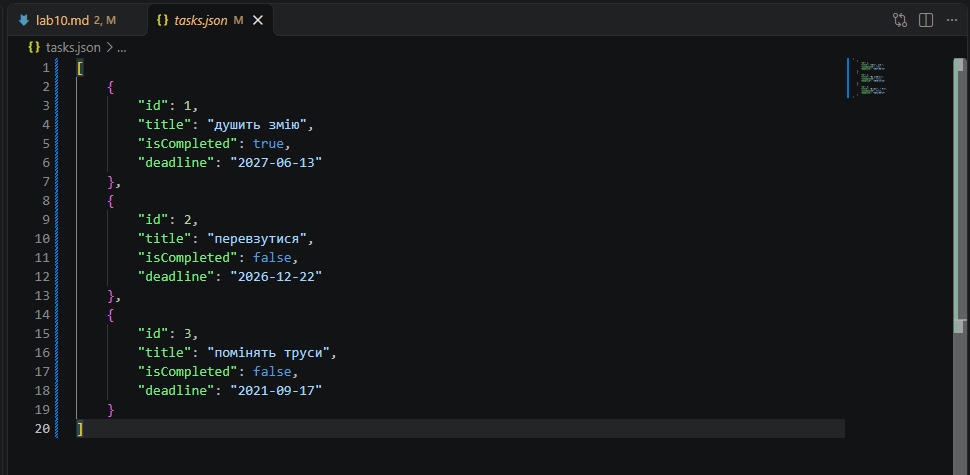 lab10.md 2, M
{} tasks.json M
{} tasks.json > ...
1 [
2 {
3 "id": 1,
4 "title": "душить змію",
5 "isCompleted": true,
6 "deadline": "2027-06-13"
7 },
8 {
9 "id": 2,
10 "title": "перевзутися",
11 "isCompleted": false,
12 "deadline": "2026-12-22"
13 },
14 {
15 "id": 3,
16 "title": "помінять труси",
17 "isCompleted": false,
18 "deadline": "2021-09-17"
19 }
20 ]